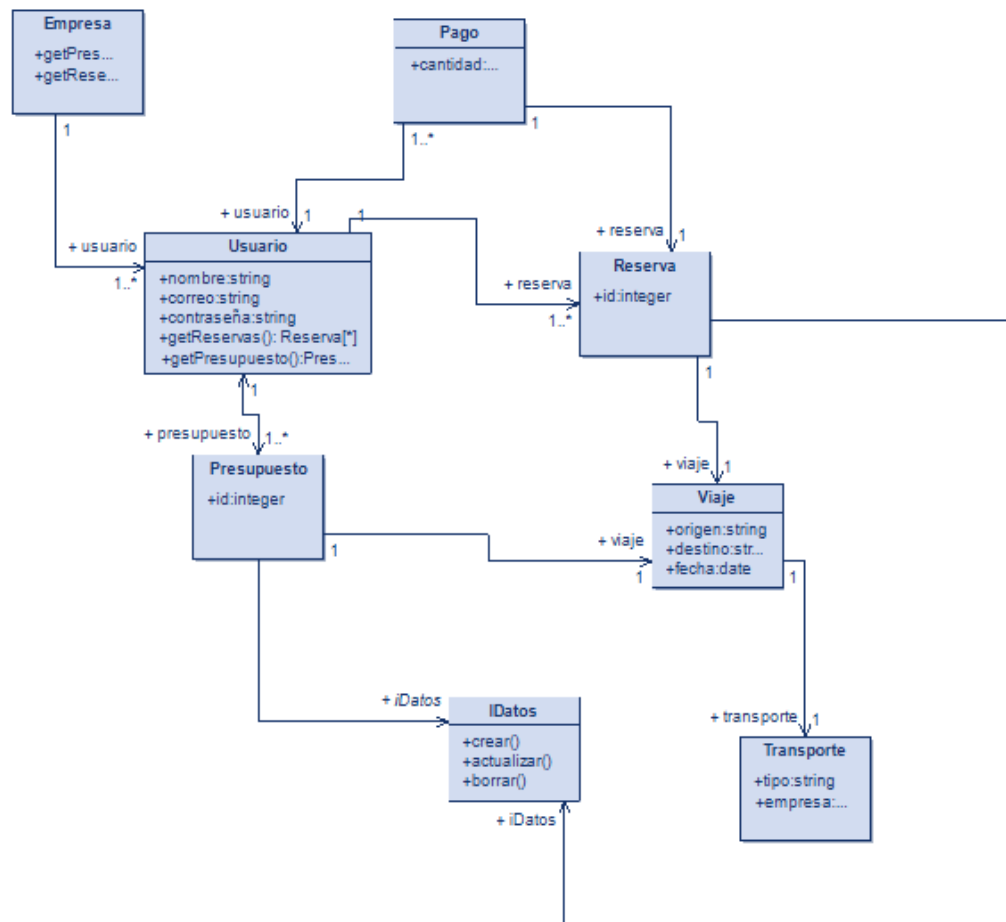 Empresa
+getPres...
+getRese...
1
Pago
+cantidad:...
1..*
1
+ usuario
1
+ usuario
1..*
Usuario
+nombre:string
+correo:string
+contraseña:string
+getReservas(): Reserva[*]
+getPresupuesto():Pres...
1
+ reserva
1..*
+ reserva
1
Reserva
+id:integer
1
1
+ presupuesto
1..*
Presupuesto
+id:integer
1
+ viaje
1
+ viaje
1
Viaje
+origen:string
+destino:str...
+fecha:date
1
+ iDatos
IDatos
+crear()
+actualizar()
+borrar()
+ iDatos
+ transporte
1
Transporte
+tipo:string
+empresa:...